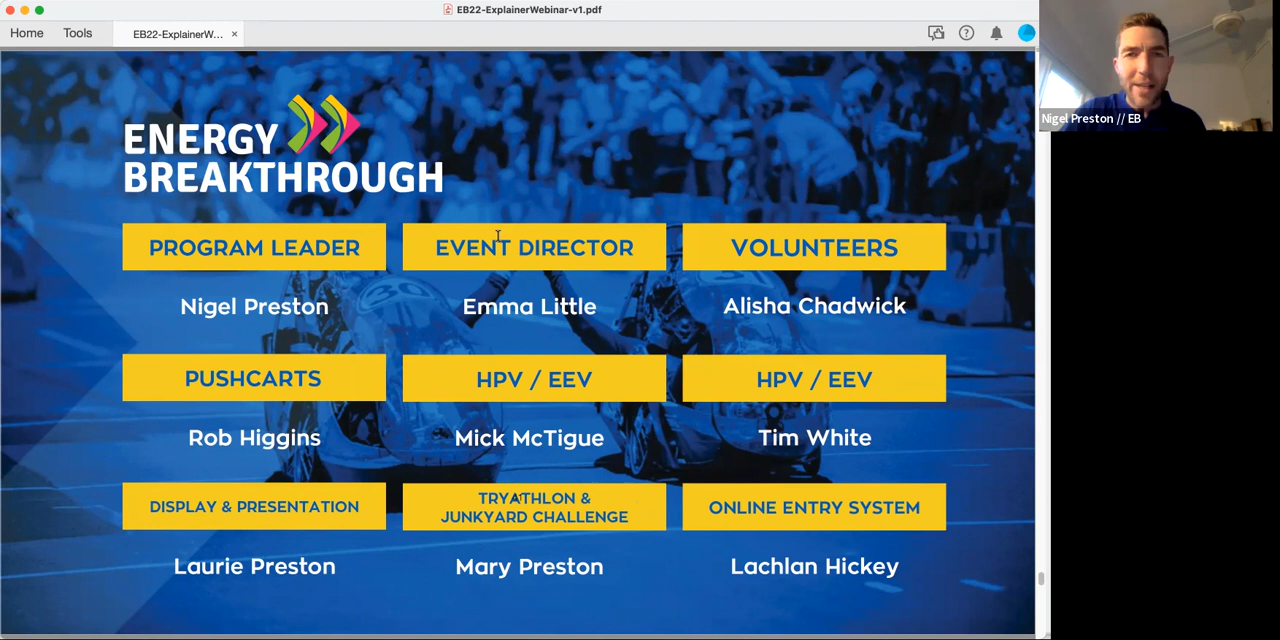 EB22-ExplainerWebinar-v1.pdf
Home Tools EB22-ExplainerW... ×
Nigel Preston // EB
ENERGY
BREAKTHROUGH
PROGRAM LEADER EVENT DIRECTOR VOLUNTEERS
Nigel Preston Emma Little Alisha Chadwick
PUSHCARTS HPV / EEV HPV / EEV
Rob Higgins Mick McTigue Tim White
DISPLAY & PRESENTATION
TRYATHLON &
JUNKYARD CHALLENGE
ONLINE ENTRY SYSTEM
Laurie Preston Mary Preston Lachlan Hickey